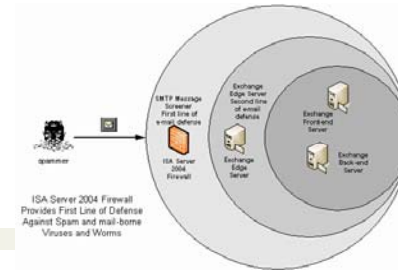 SMTP Message
Screener
First line of
e-mail defense
ISA Server
2004
Firewall
Exchange
Edge Server
Second line
of e-mail
defense
Exchange
Edge
Server
Exchange
Front-end
Server
Exchange
Back-end
Server
spammer
ISA Server 2004 Firewall
Provides First Line of Defense
Against Spam and mail-borne
Viruses and Worms